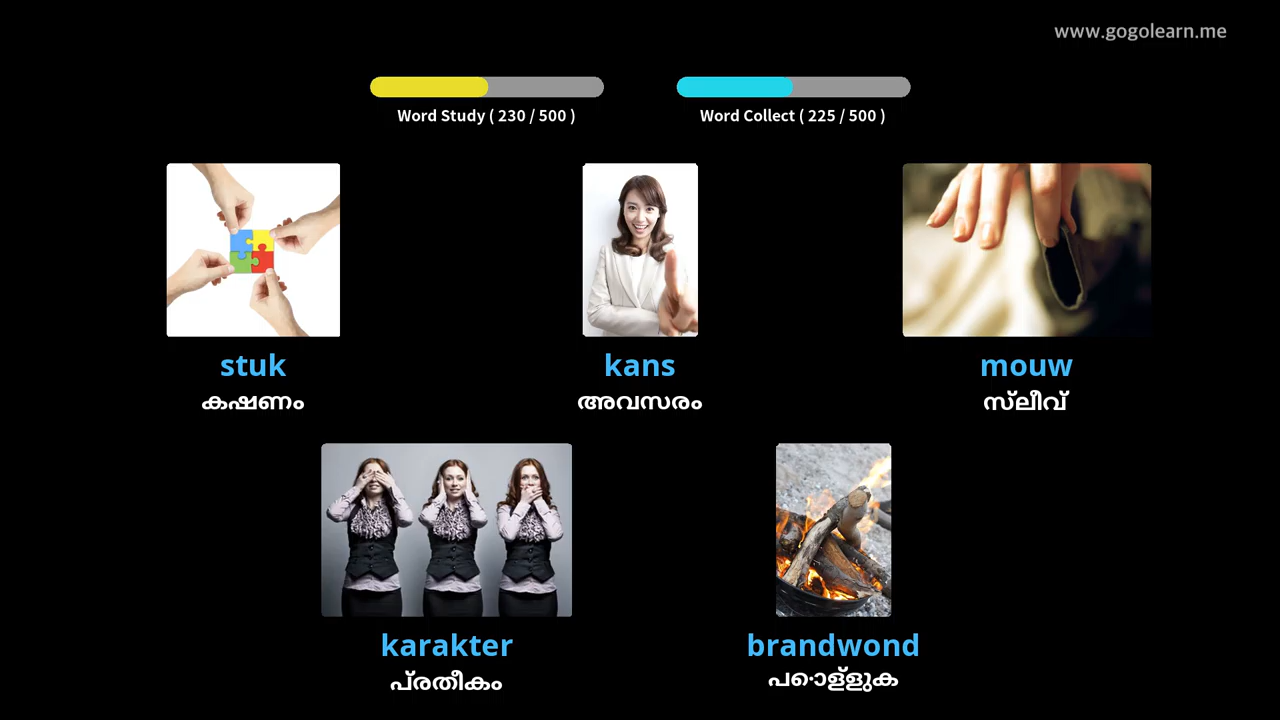 www.gogolearn.me
Word Study ( 230 / 500 )
Word Collect ( 225 / 500 )
stuk
കഷണം
kans
അവസരം
mouw
സ്ലീവ്
karakter
പ്രതീകം
brandwond
പൊള്ളുക